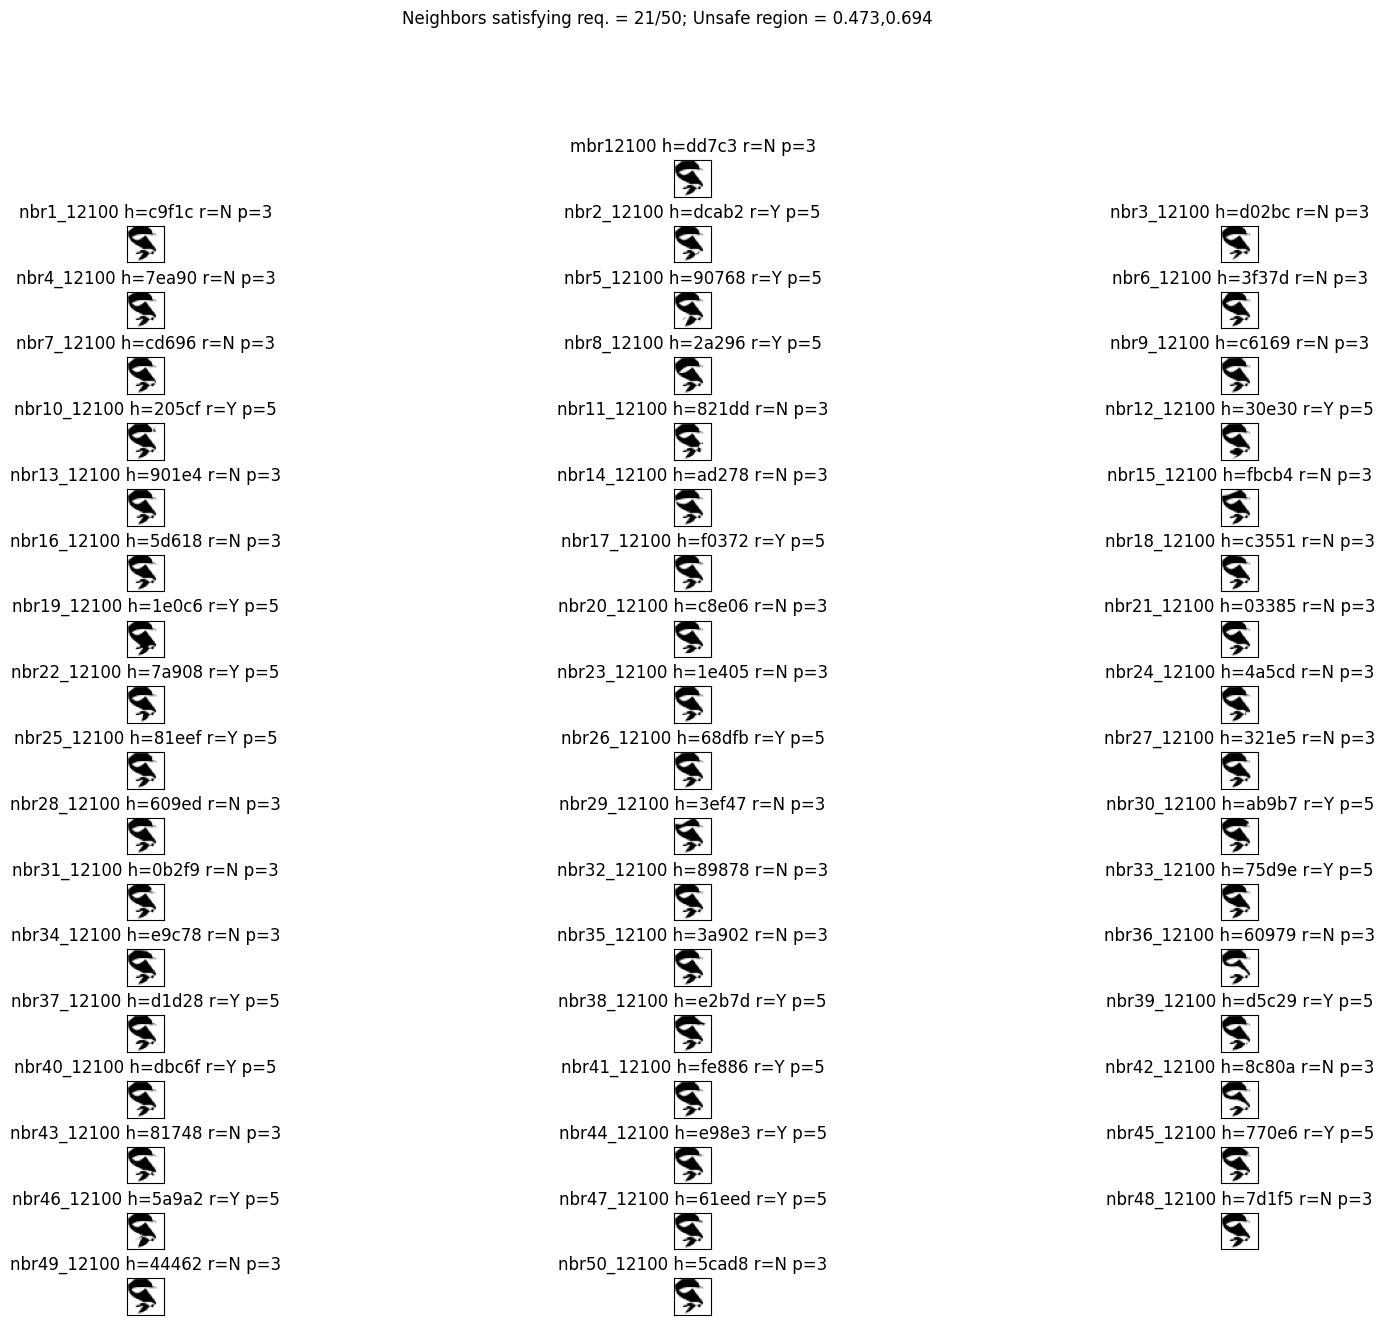 Neighbors satisfying req. = 21/50; Unsafe region = 0.473,0.694
mbr12100 h=dd7c3 r=N p=3
nbr1_12100 h=c9f1c r=N p=3
nbr2_12100 h=dcab2 r=Y p=5
nbr3_12100 h=d02bc r=N p=3
nbr4_12100 h=7ea90 r=N p=3
nbr5_12100 h=90768 r=Y p=5
nbr6_12100 h=3f37d r=N p=3
nbr7_12100 h=cd696 r=N p=3
nbr8_12100 h=2a296 r=Y p=5
nbr9_12100 h=c6169 r=N p=3
nbr10_12100 h=205cf r=Y p=5
nbr11_12100 h=821dd r=N p=3
nbr12_12100 h=30e30 r=Y p=5
nbr13_12100 h=901e4 r=N p=3
nbr14_12100 h=ad278 r=N p=3
nbr15_12100 h=fbcb4 r=N p=3
nbr16_12100 h=5d618 r=N p=3
nbr17_12100 h=f0372 r=Y p=5
nbr18_12100 h=c3551 r=N p=3
nbr19_12100 h=1e0c6 r=Y p=5
nbr20_12100 h=c8e06 r=N p=3
nbr21_12100 h=03385 r=N p=3
nbr22_12100 h=7a908 r=Y p=5
nbr23_12100 h=1e405 r=N p=3
nbr24_12100 h=4a5cd r=N p=3
nbr25_12100 h=81eef r=Y p=5
nbr26_12100 h=68dfb r=Y p=5
nbr27_12100 h=321e5 r=N p=3
nbr28_12100 h=609ed r=N p=3
nbr29_12100 h=3ef47 r=N p=3
nbr30_12100 h=ab9b7 r=Y p=5
nbr31_12100 h=0b2f9 r=N p=3
nbr32_12100 h=89878 r=N p=3
nbr33_12100 h=75d9e r=Y p=5
nbr34_12100 h=e9c78 r=N p=3
nbr35_12100 h=3a902 r=N p=3
nbr36_12100 h=60979 r=N p=3
nbr37_12100 h=d1d28 r=Y p=5
nbr38_12100 h=e2b7d r=Y p=5
nbr39_12100 h=d5c29 r=Y p=5
nbr40_12100 h=dbc6f r=Y p=5
nbr41_12100 h=fe886 r=Y p=5
nbr42_12100 h=8c80a r=N p=3
nbr43_12100 h=81748 r=N p=3
nbr44_12100 h=e98e3 r=Y p=5
nbr45_12100 h=770e6 r=Y p=5
nbr46_12100 h=5a9a2 r=Y p=5
nbr47_12100 h=61eed r=Y p=5
nbr48_12100 h=7d1f5 r=N p=3
nbr49_12100 h=44462 r=N p=3
nbr50_12100 h=5cad8 r=N p=3